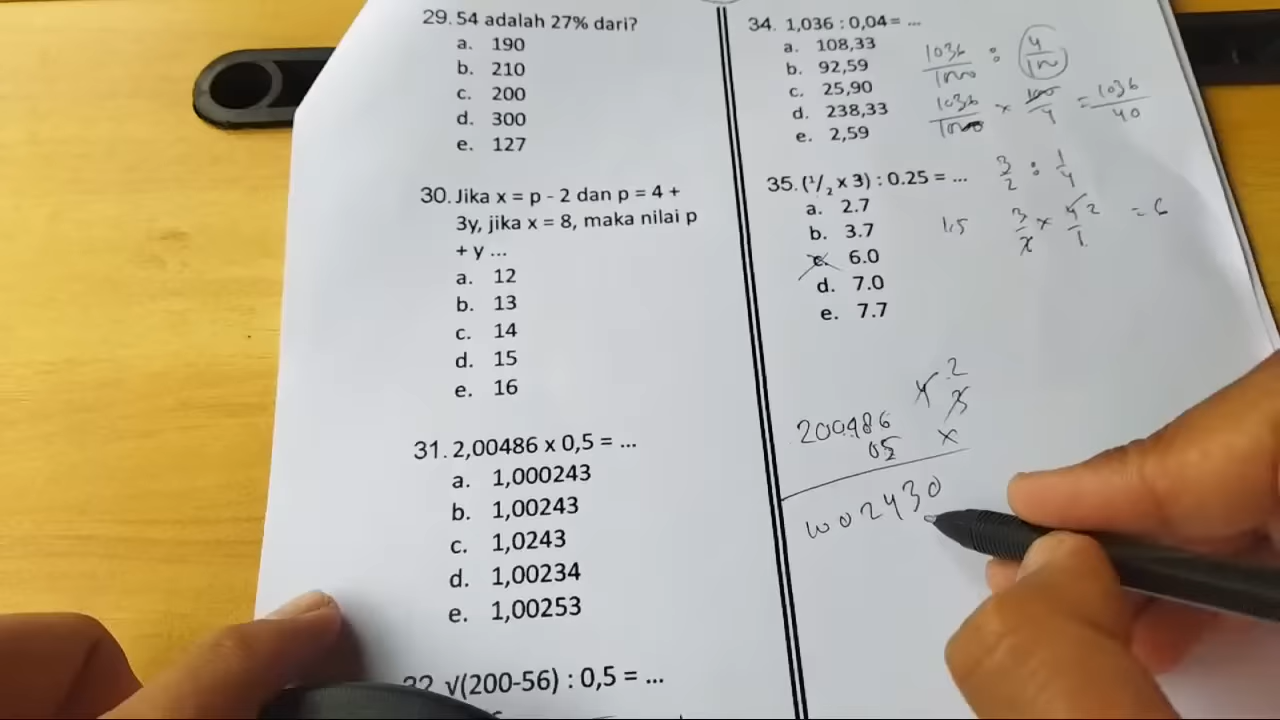 29. 54 adalah 27% dari?
a. 190
b. 210
c. 200
d. 300
e. 127
30. Jika x = p - 2 dan p = 4 +
3y, jika x = 8, maka nilai p
+ y ...
a. 12
b. 13
c. 14
d. 15
e. 16
31. 2,00486 x 0,5 = ...
a. 1,000243
b. 1,00243
c. 1,0243
d. 1,00234
e. 1,00253
√(200-56) : 0,5 = ...
34. 1,036 : 0,04 = ...
a. 108,33
b. 92,59
c. 25,90
d. 238,33
e. 2,59
1036/1000 : 4/100
1036/1000 x 100/4 = 1036/40
35. (1/2 x 3) : 0.25 = ...
a. 2.7
b. 3.7
c. 6.0
d. 7.0
e. 7.7
3/2 : 1/4
1,5
3/2 x 4 2/1 = 6
200486
05 x
1002430